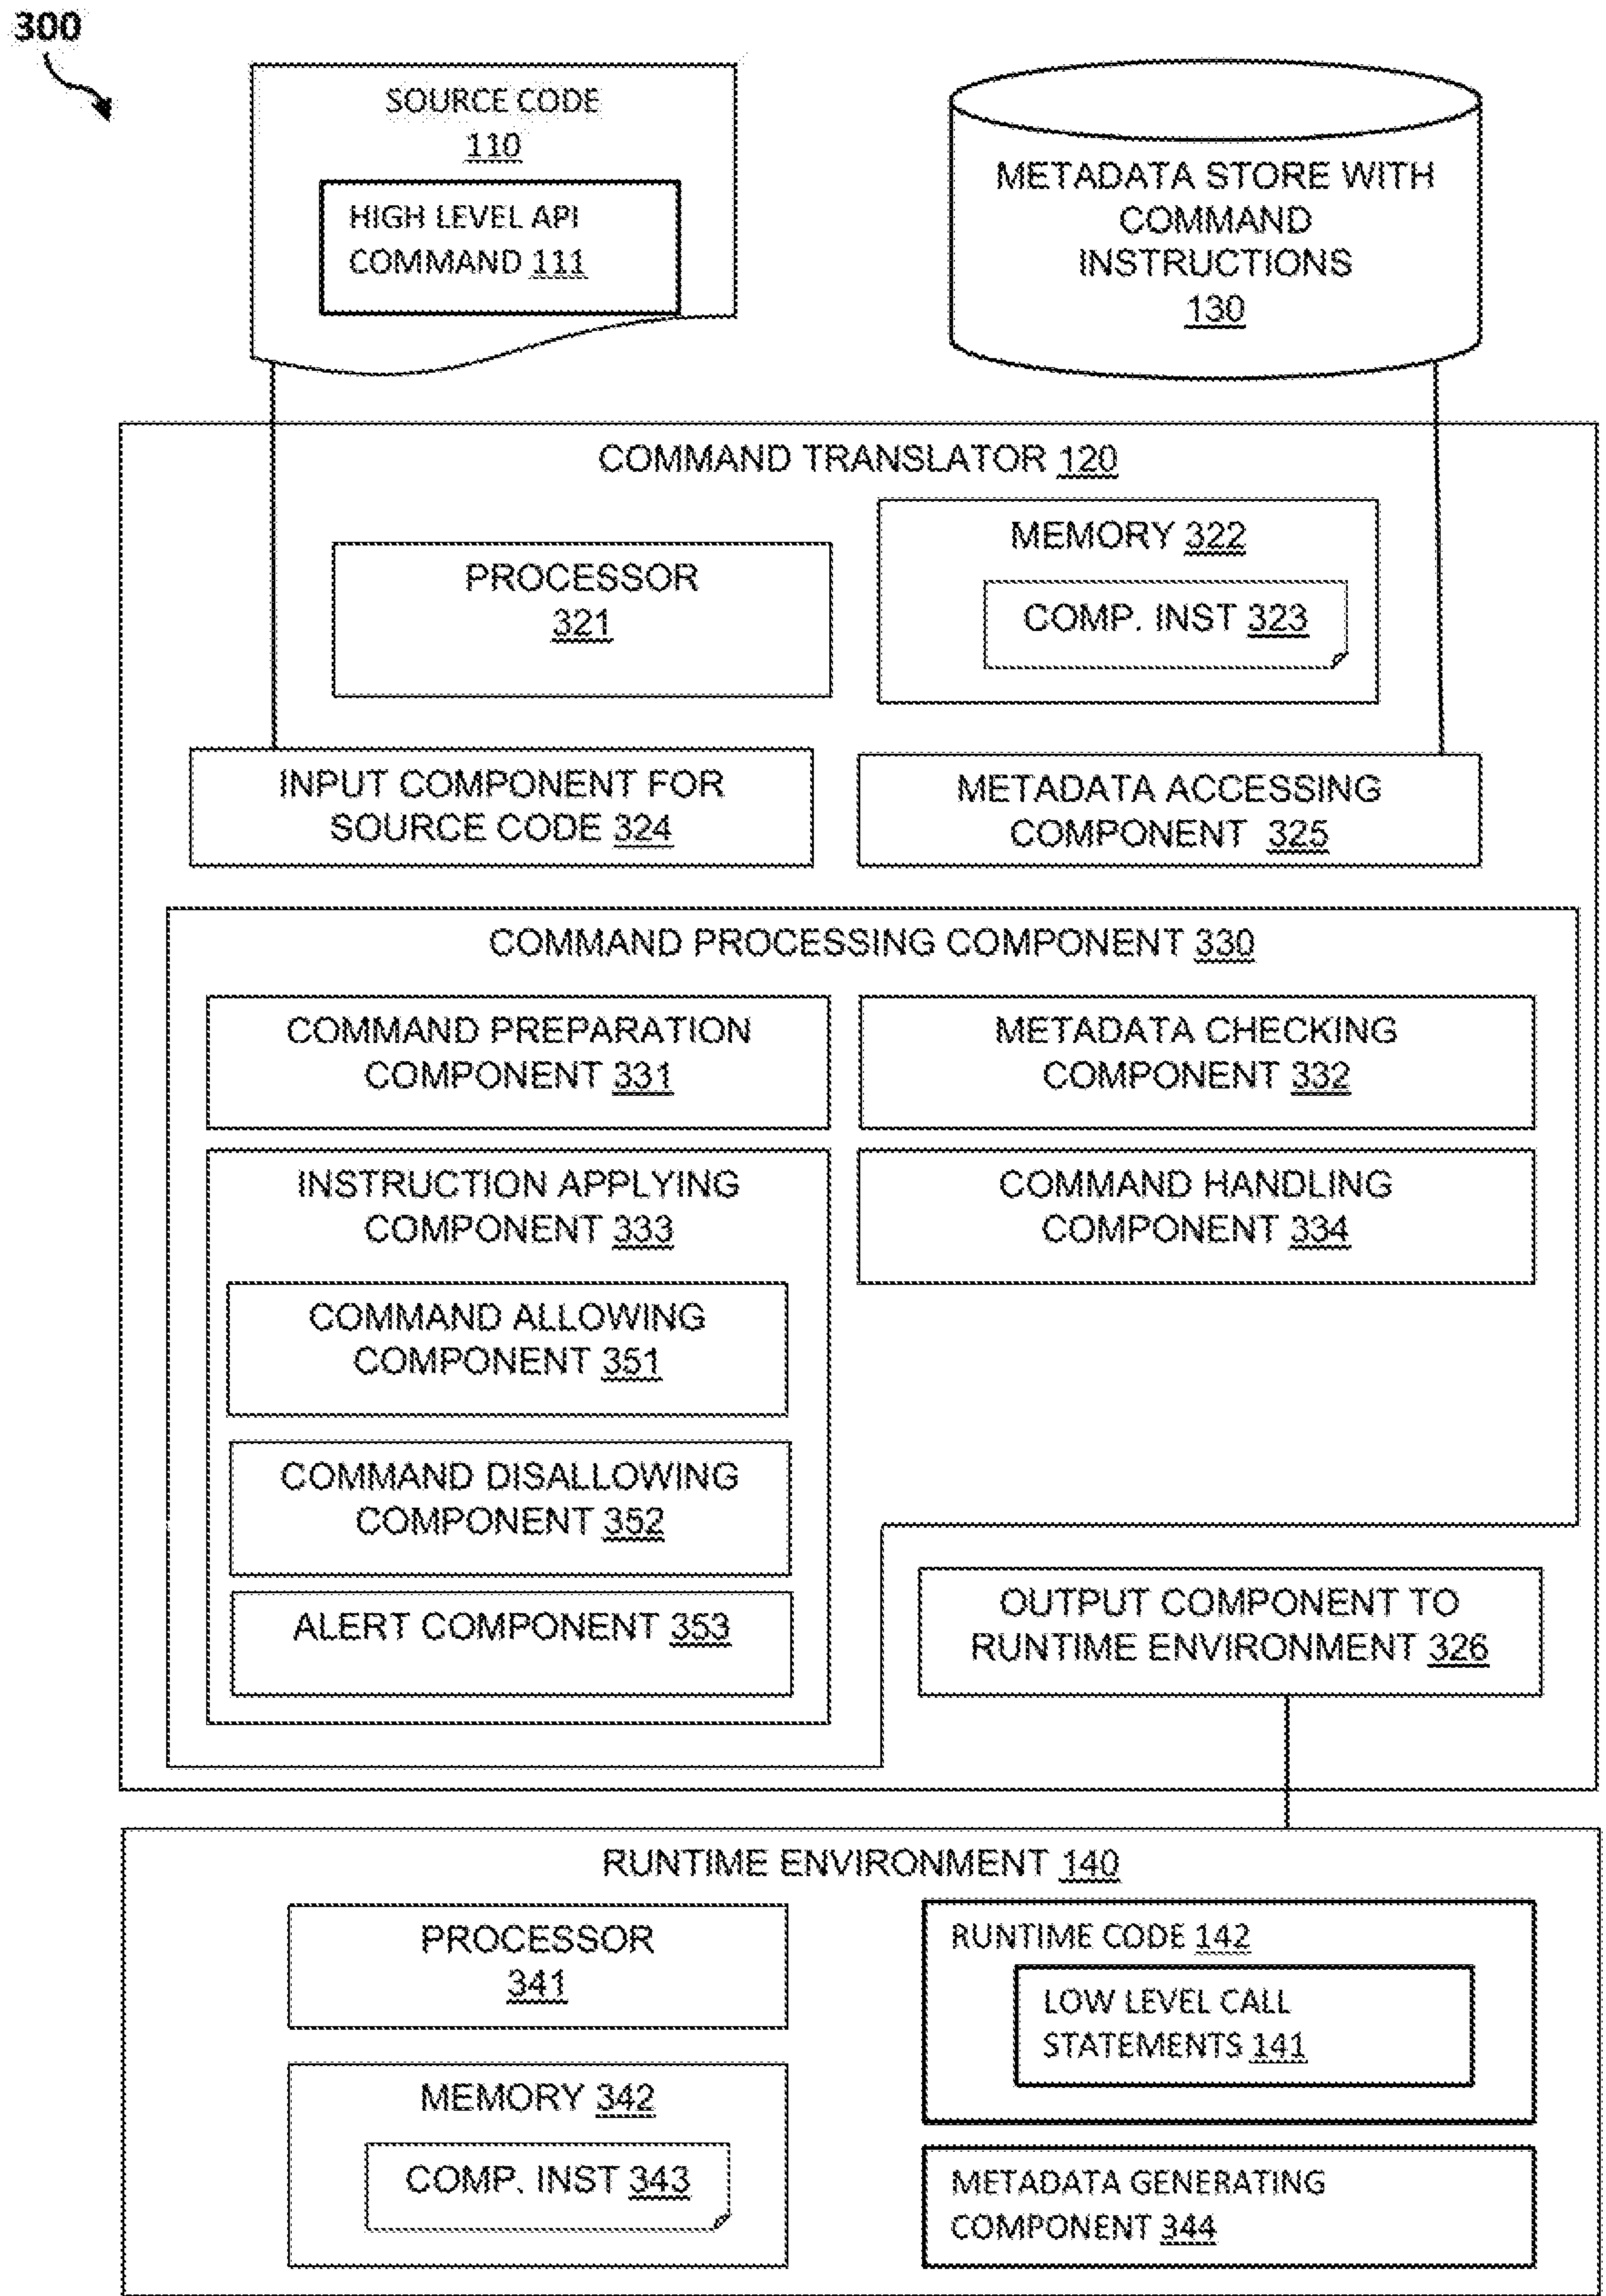 300
SOURCE CODE
110
HIGH LEVEL API
COMMAND 111
METADATA STORE WITH
COMMAND
INSTRUCTIONS
130
COMMAND TRANSLATOR 120
PROCESSOR
321
MEMORY 322
COMP. INST 323
INPUT COMPONENT FOR
SOURCE CODE 324
METADATA ACCESSING
COMPONENT 325
COMMAND PROCESSING COMPONENT 330
COMMAND PREPARATION
COMPONENT 331
METADATA CHECKING
COMPONENT 332
INSTRUCTION APPLYING
COMPONENT 333
COMMAND HANDLING
COMPONENT 334
COMMAND ALLOWING
COMPONENT 351
COMMAND DISALLOWING
COMPONENT 352
ALERT COMPONENT 353
OUTPUT COMPONENT TO
RUNTIME ENVIRONMENT 326
RUNTIME ENVIRONMENT 140
PROCESSOR
341
RUNTIME CODE 142
LOW LEVEL CALL
STATEMENTS 141
MEMORY 342
COMP. INST 343
METADATA GENERATING
COMPONENT 344